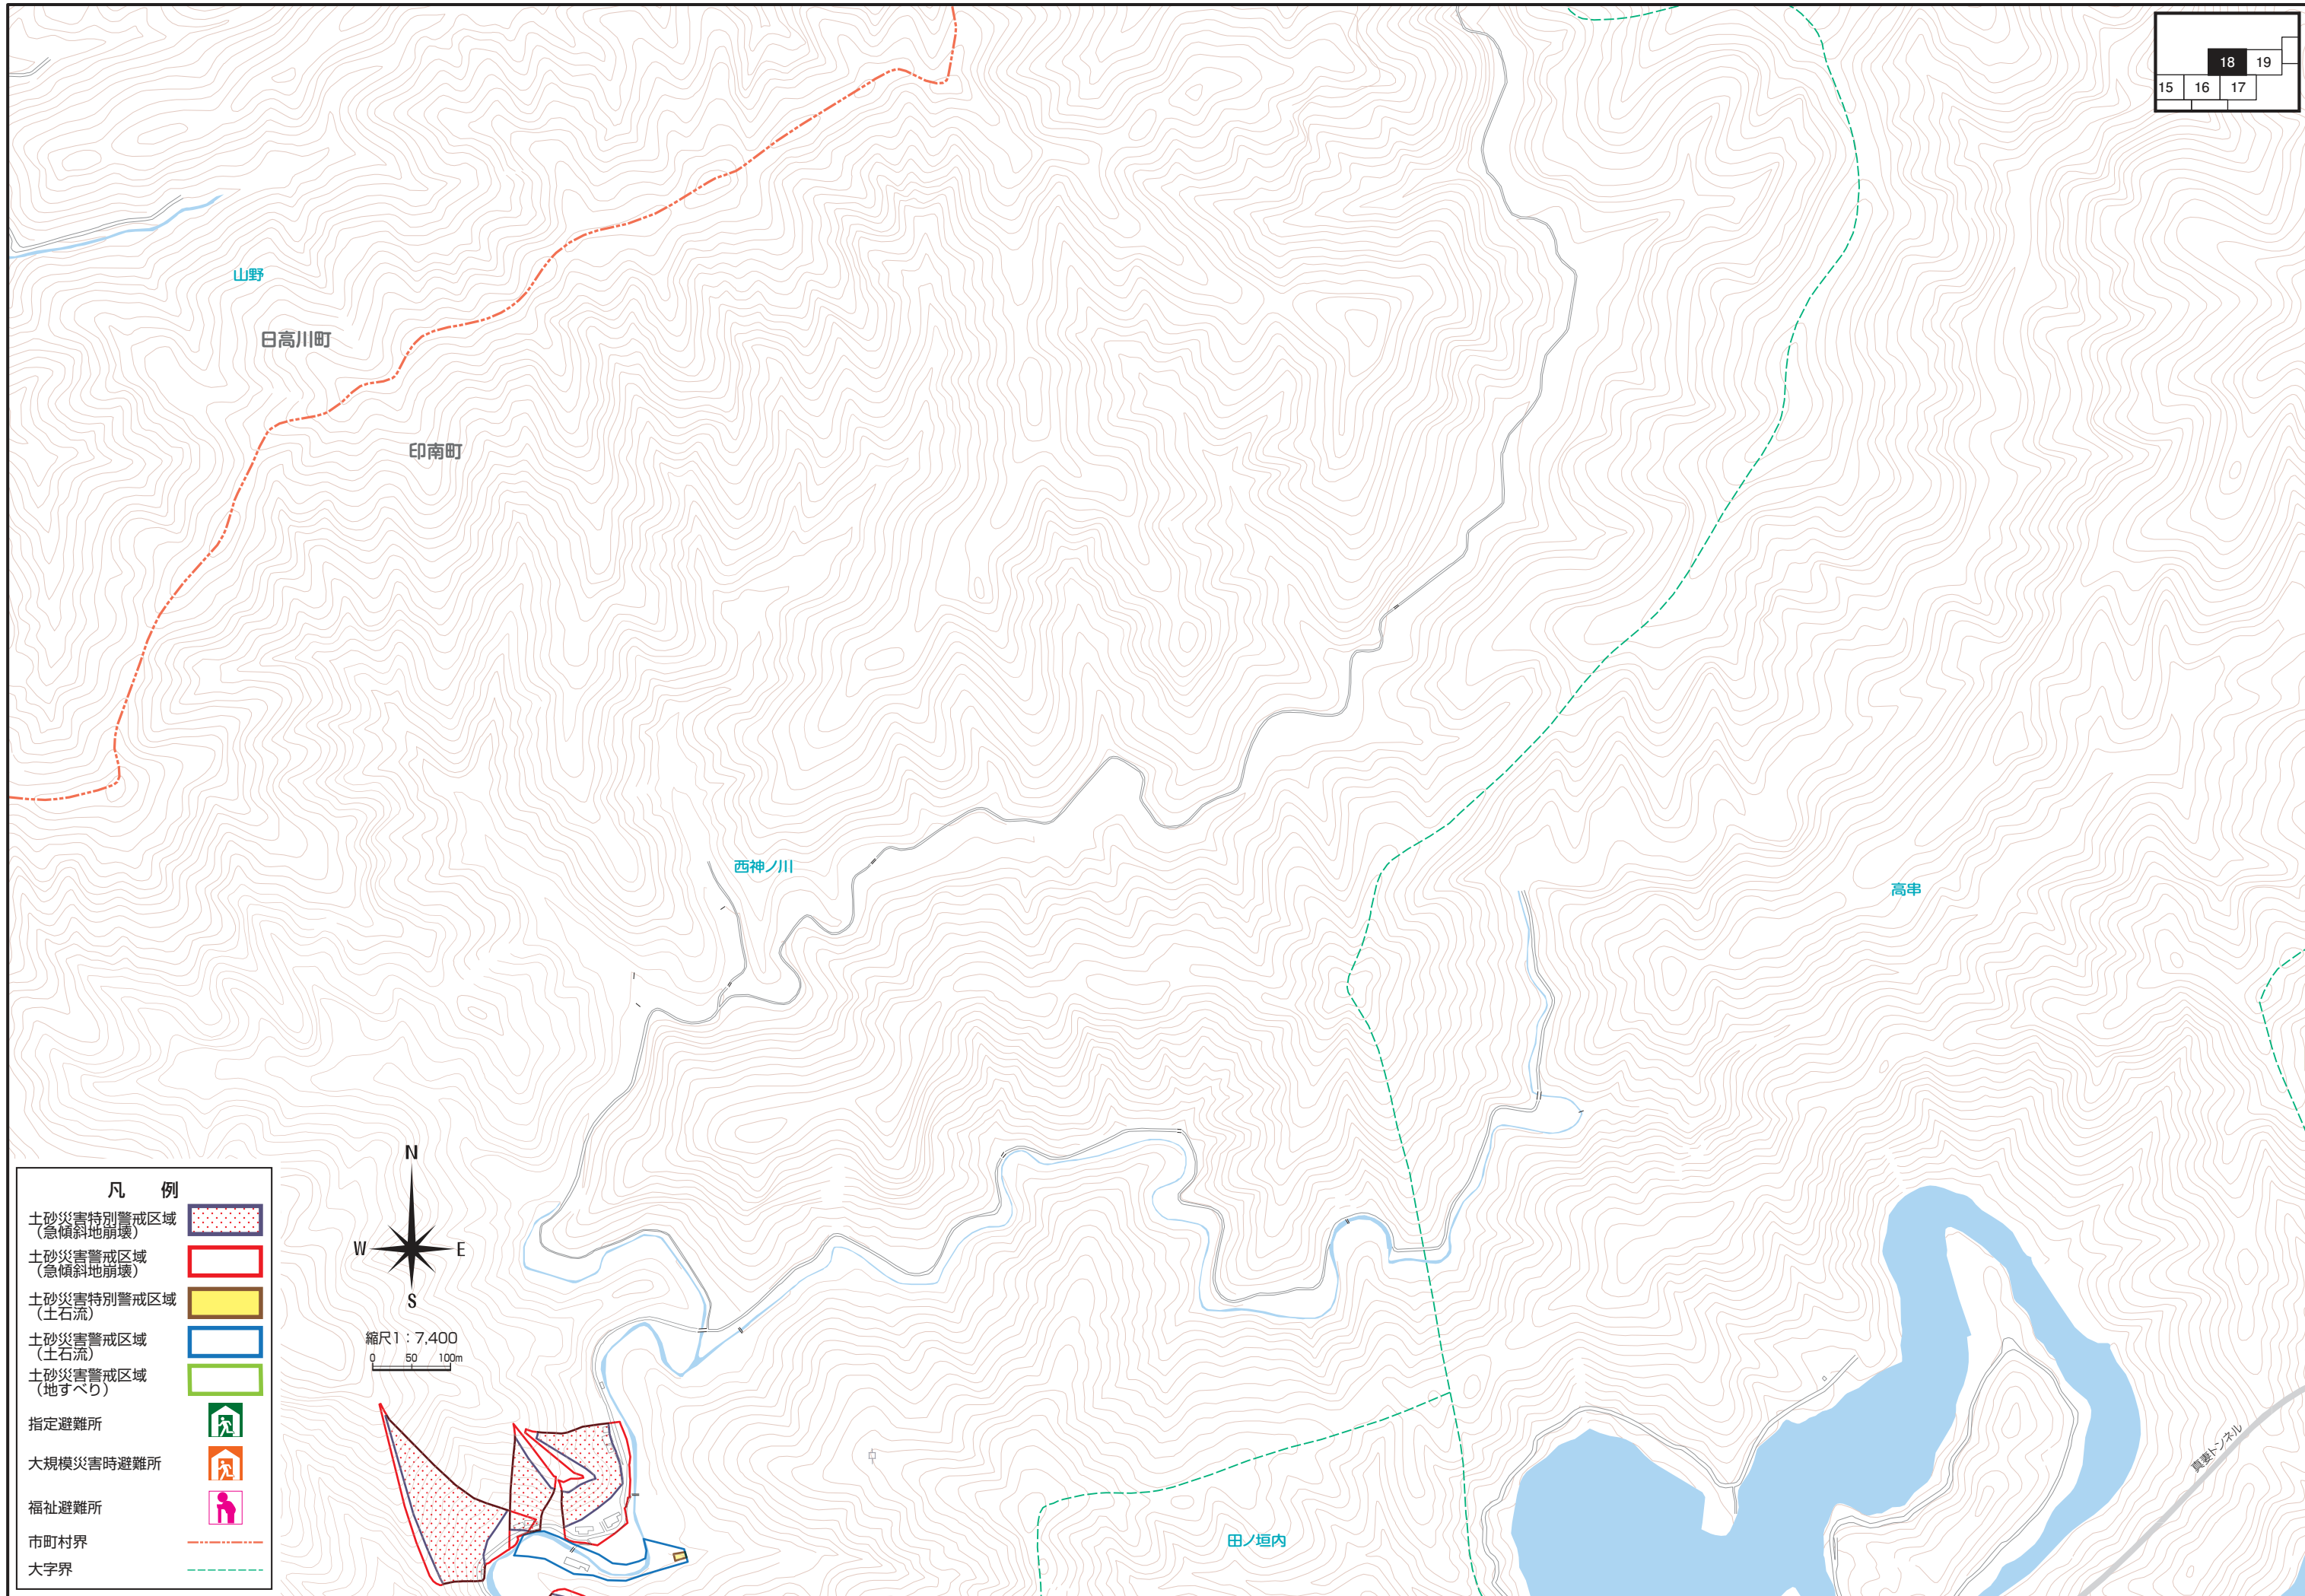 18 19
15 16 17
山野
日高川町
印南町
西神ノ川
高串
N
W E
S
縮尺1：7,400
0 50 100m
凡 例
土砂災害特別警戒区域
（急傾斜地崩壊）
土砂災害警戒区域
（急傾斜地崩壊）
土砂災害特別警戒区域
（土石流）
土砂災害警戒区域
（土石流）
土砂災害警戒区域
（地すべり）
指定避難所
大規模災害時避難所
福祉避難所
市町村界
大字界
田ノ垣内
真妻トンネル